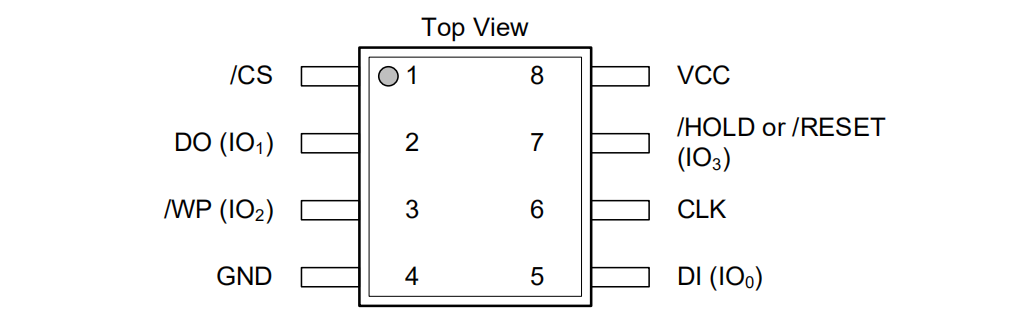 Top View
/CS 1 8 VCC
DO (IO₁) 2 7 /HOLD or /RESET
(IO₃)
/WP (IO₂) 3 6 CLK
GND 4 5 DI (IO₀)